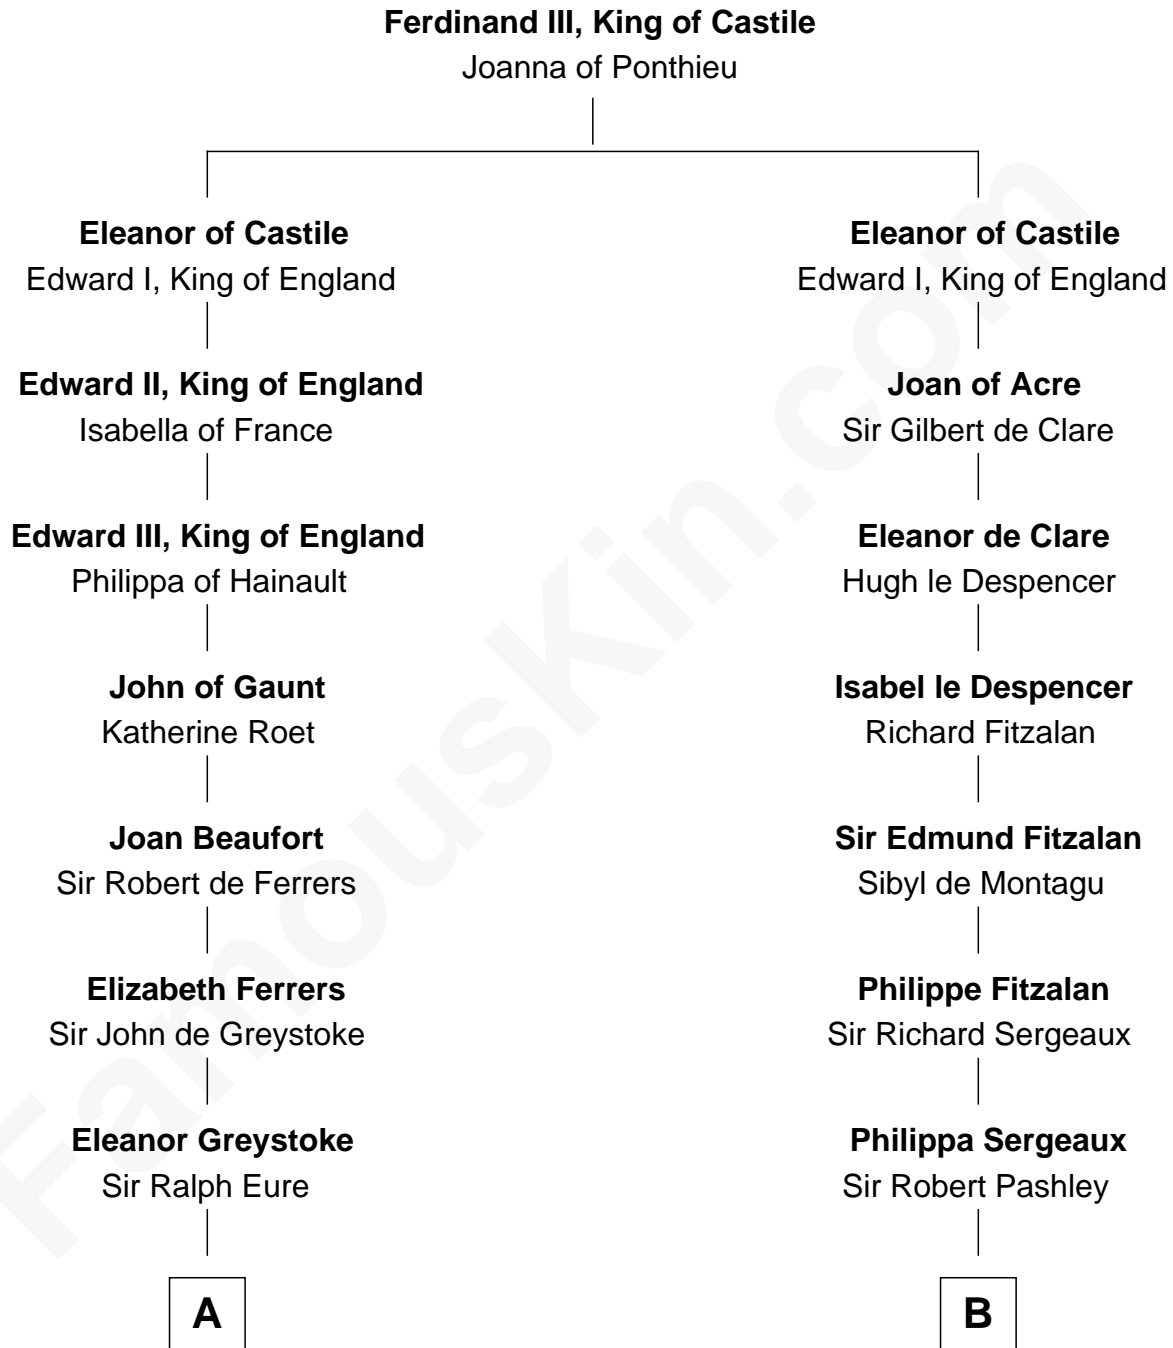 Ferdinand III, King of Castile
Joanna of Ponthieu
Eleanor of Castile
Edward I, King of England
Edward II, King of England
Isabella of France
Edward III, King of England
Philippa of Hainault
John of Gaunt
Katherine Roet
Joan Beaufort
Sir Robert de Ferrers
Elizabeth Ferrers
Sir John de Greystoke
Eleanor Greystoke
Sir Ralph Eure
A
Eleanor of Castile
Edward I, King of England
Joan of Acre
Sir Gilbert de Clare
Eleanor de Clare
Hugh le Despencer
Isabel le Despencer
Richard Fitzalan
Sir Edmund Fitzalan
Sibyl de Montagu
Philippe Fitzalan
Sir Richard Sergeaux
Philippa Sergeaux
Sir Robert Pashley
B
FamousKin.com